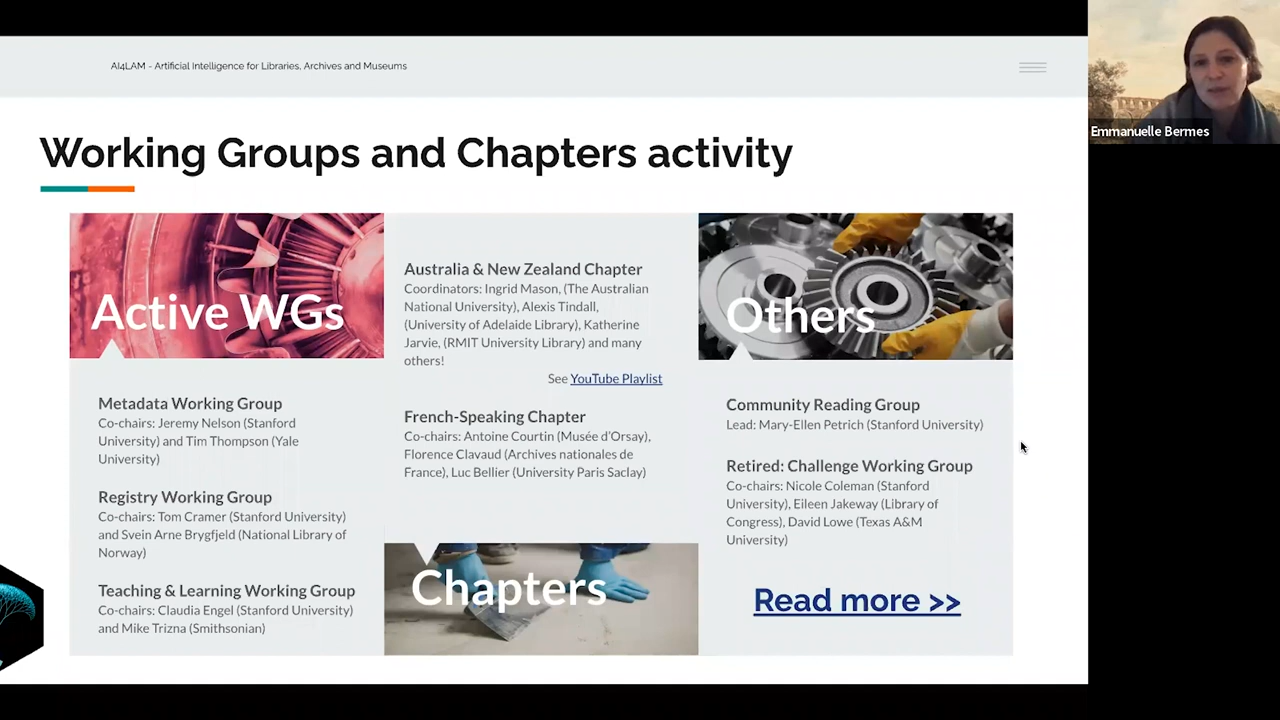 AI4LAM - Artificial Intelligence for Libraries, Archives and Museums
Emmanuelle Bermes
Working Groups and Chapters activity
Active WGs
Metadata Working Group
Co-chairs: Jeremy Nelson (Stanford
University) and Tim Thompson (Yale
University)
Registry Working Group
Co-chairs: Tom Cramer (Stanford University)
and Svein Arne Brygfjeld (National Library of
Norway)
Teaching & Learning Working Group
Co-chairs: Claudia Engel (Stanford University)
and Mike Trizna (Smithsonian)
Australia & New Zealand Chapter
Coordinators: Ingrid Mason, (The Australian
National University), Alexis Tindall,
(University of Adelaide Library), Katherine
Jarvie, (RMIT University Library) and many
others!
See YouTube Playlist
French-Speaking Chapter
Co-chairs: Antoine Courtin (Musée d'Orsay),
Florence Clavaud (Archives nationales de
France), Luc Bellier (University Paris Saclay)
Chapters
Others
Community Reading Group
Lead: Mary-Ellen Petrich (Stanford University)
Retired: Challenge Working Group
Co-chairs: Nicole Coleman (Stanford
University), Eileen Jakeway (Library of
Congress), David Lowe (Texas A&M
University)
Read more >>